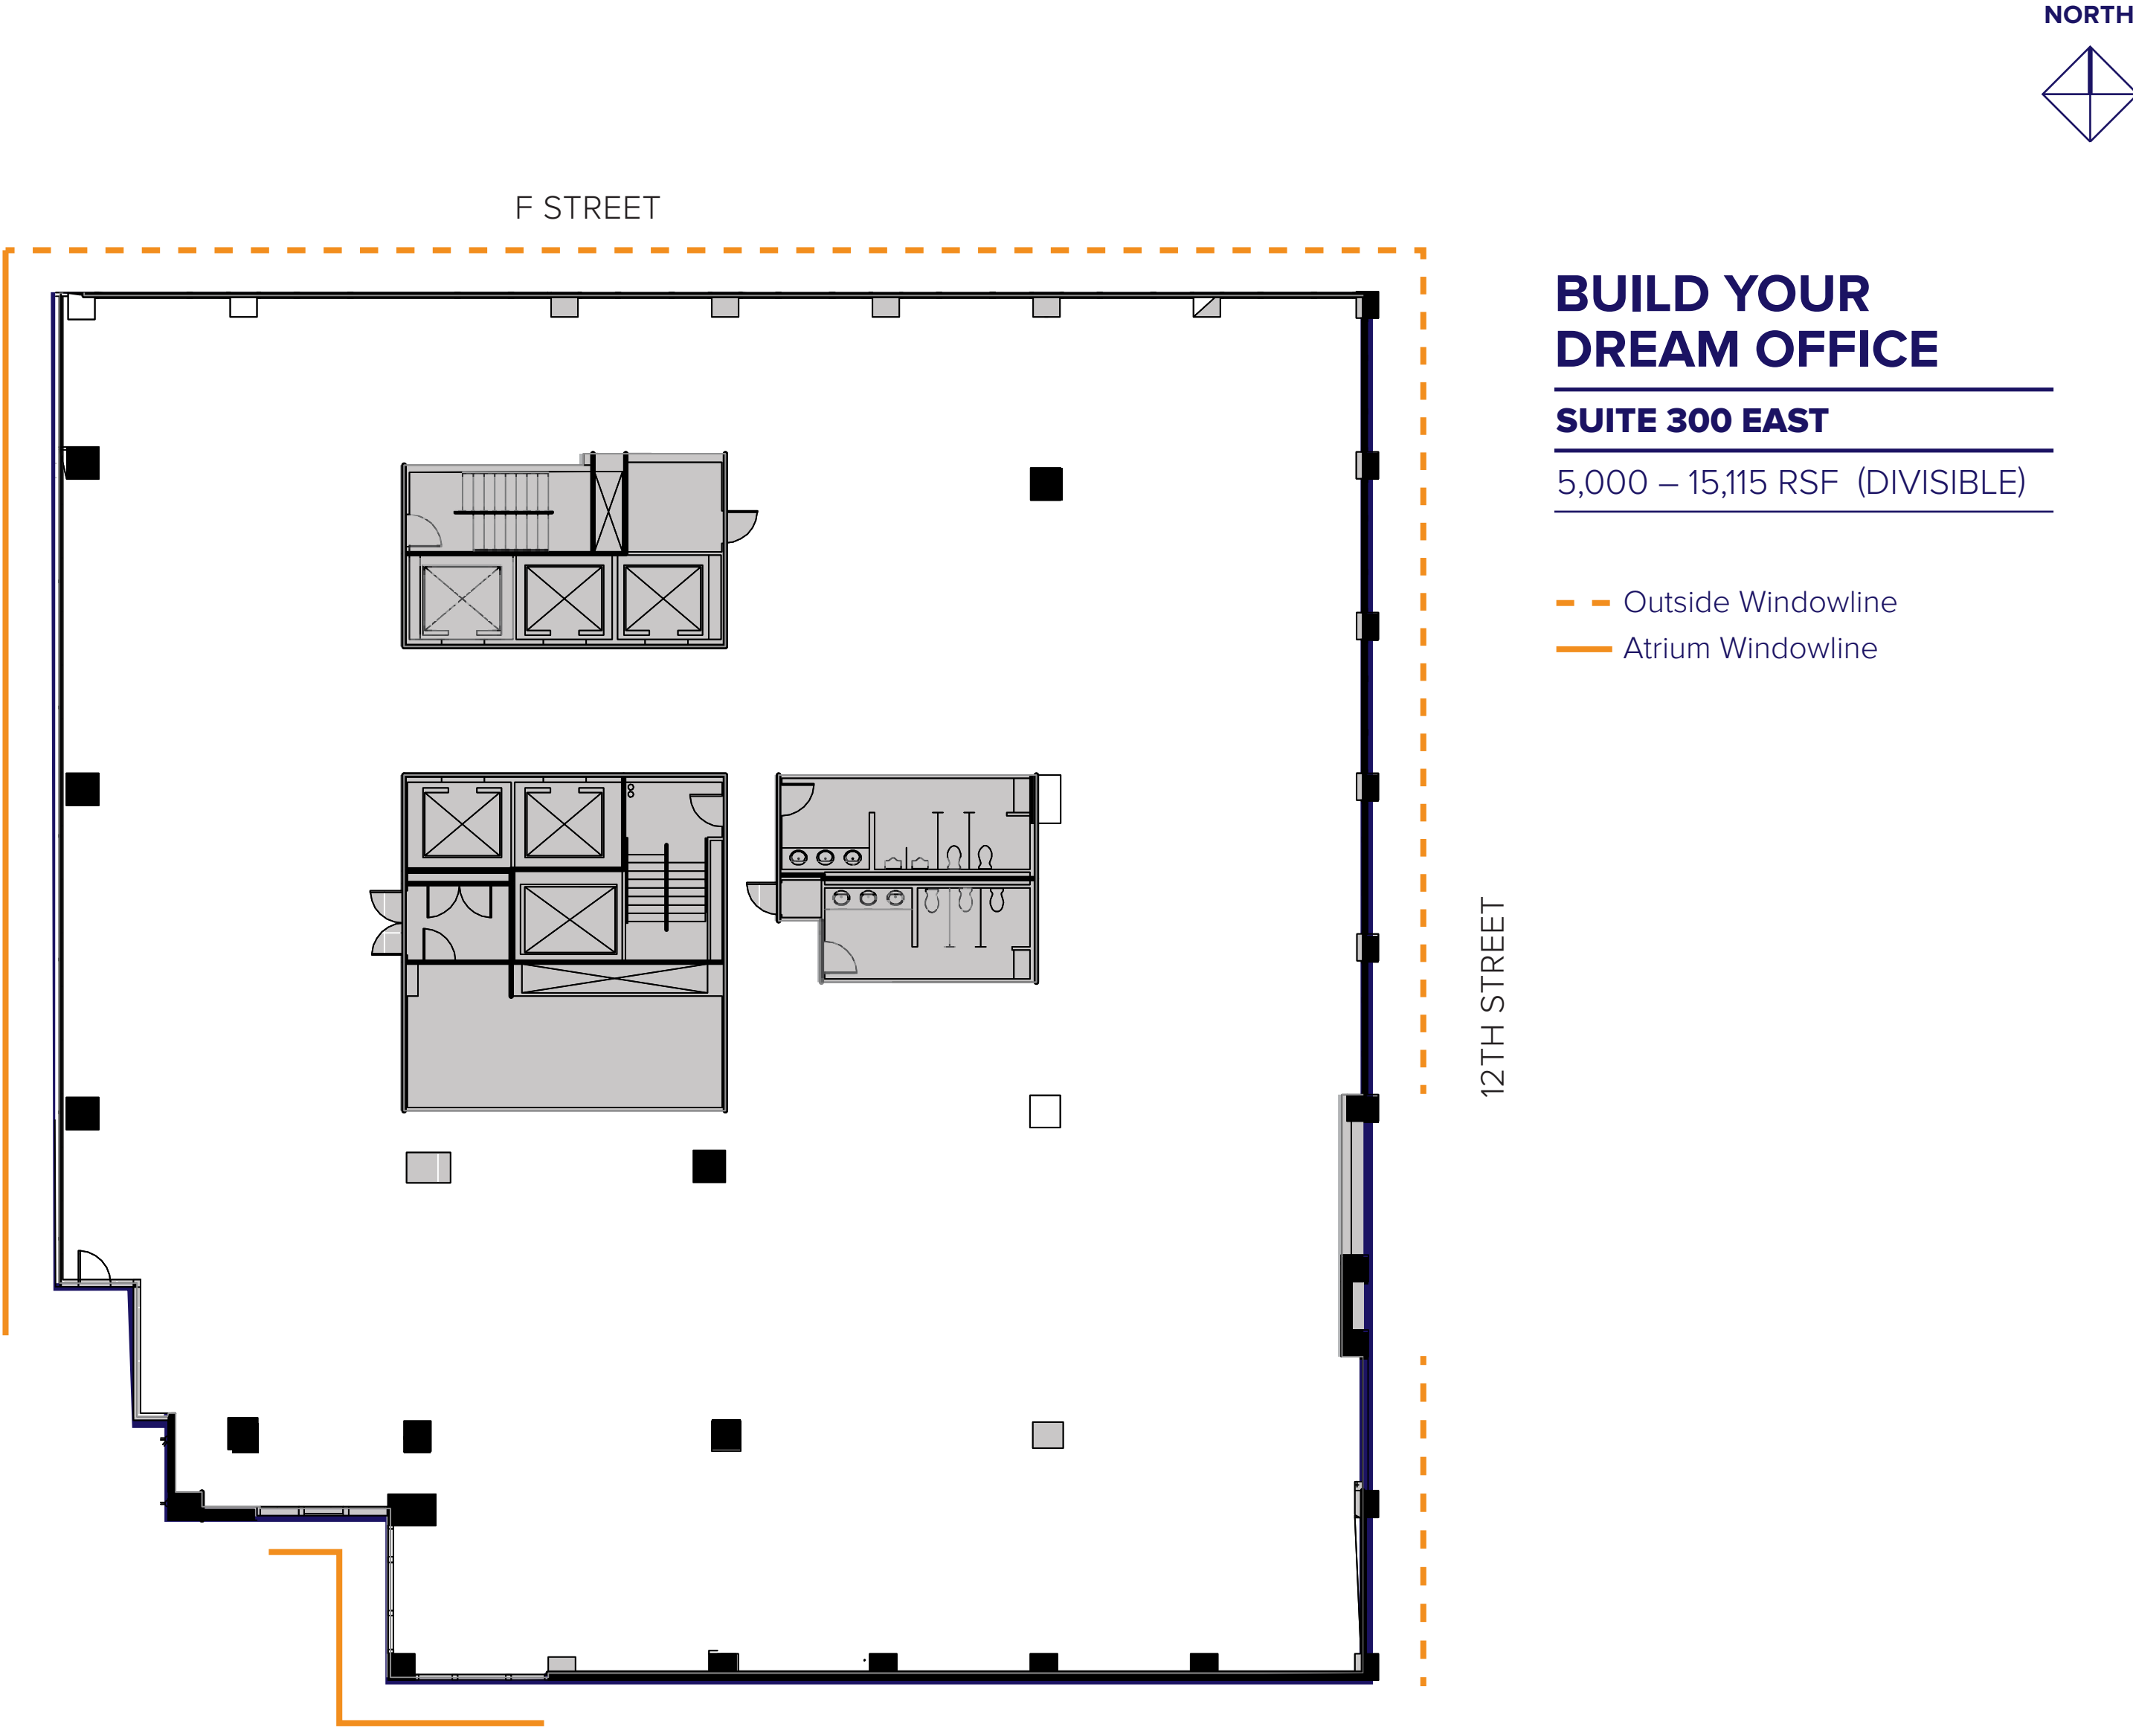 NORTH
F STREET
BUILD YOUR
DREAM OFFICE
SUITE 300 EAST
5,000 – 15,115 RSF (DIVISIBLE)
Outside Windowline
Atrium Windowline
12TH STREET